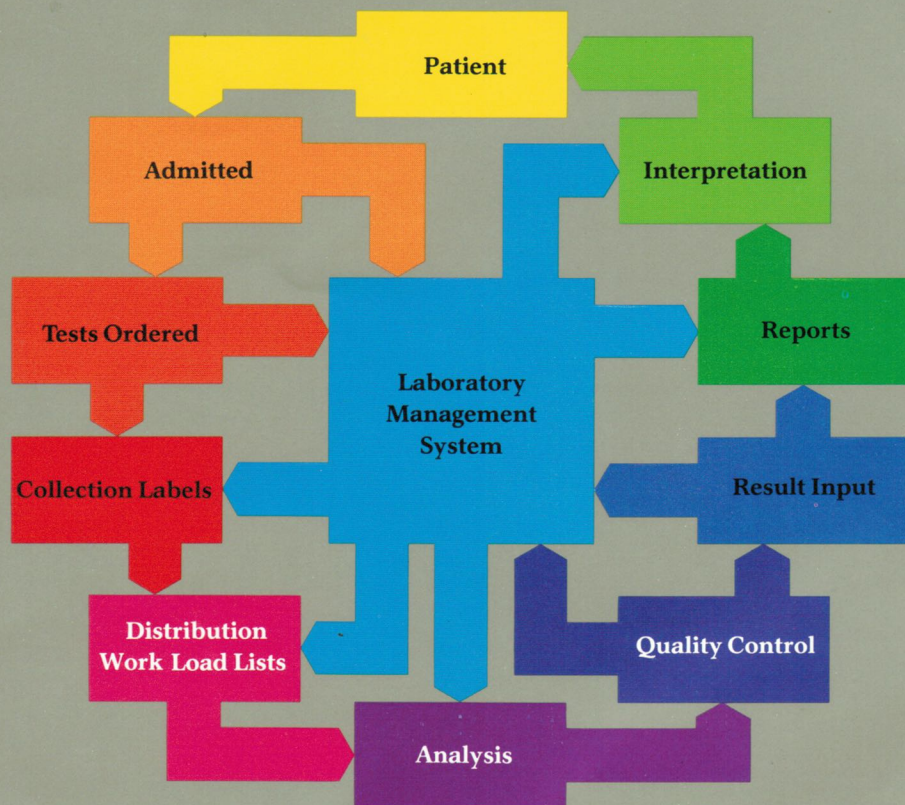 Patient
Admitted
Interpretation
Tests Ordered
Laboratory
Management
System
Reports
Collection Labels
Result Input
Distribution
Work Load Lists
Quality Control
Analysis